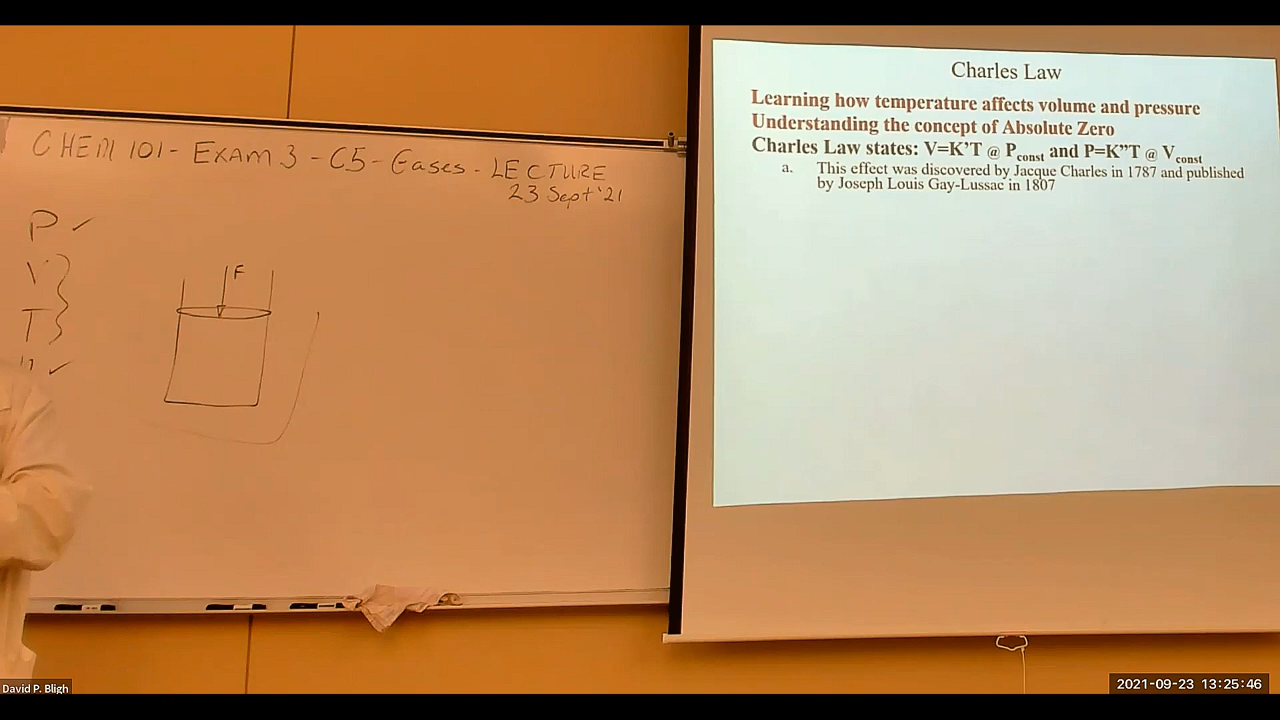 CHEM 101 - EXAM 3 - C5 - Gases - LECTURE
23 Sept '21
P ✓
V
T
n ✓
F
Charles Law
Learning how temperature affects volume and pressure
Understanding the concept of Absolute Zero
Charles Law states: V=K’T @ Pconst and P=K”T @ Vconst
a. This effect was discovered by Jacque Charles in 1787 and published
by Joseph Louis Gay-Lussac in 1807
David P. Bligh
2021-09-23 13:25:46